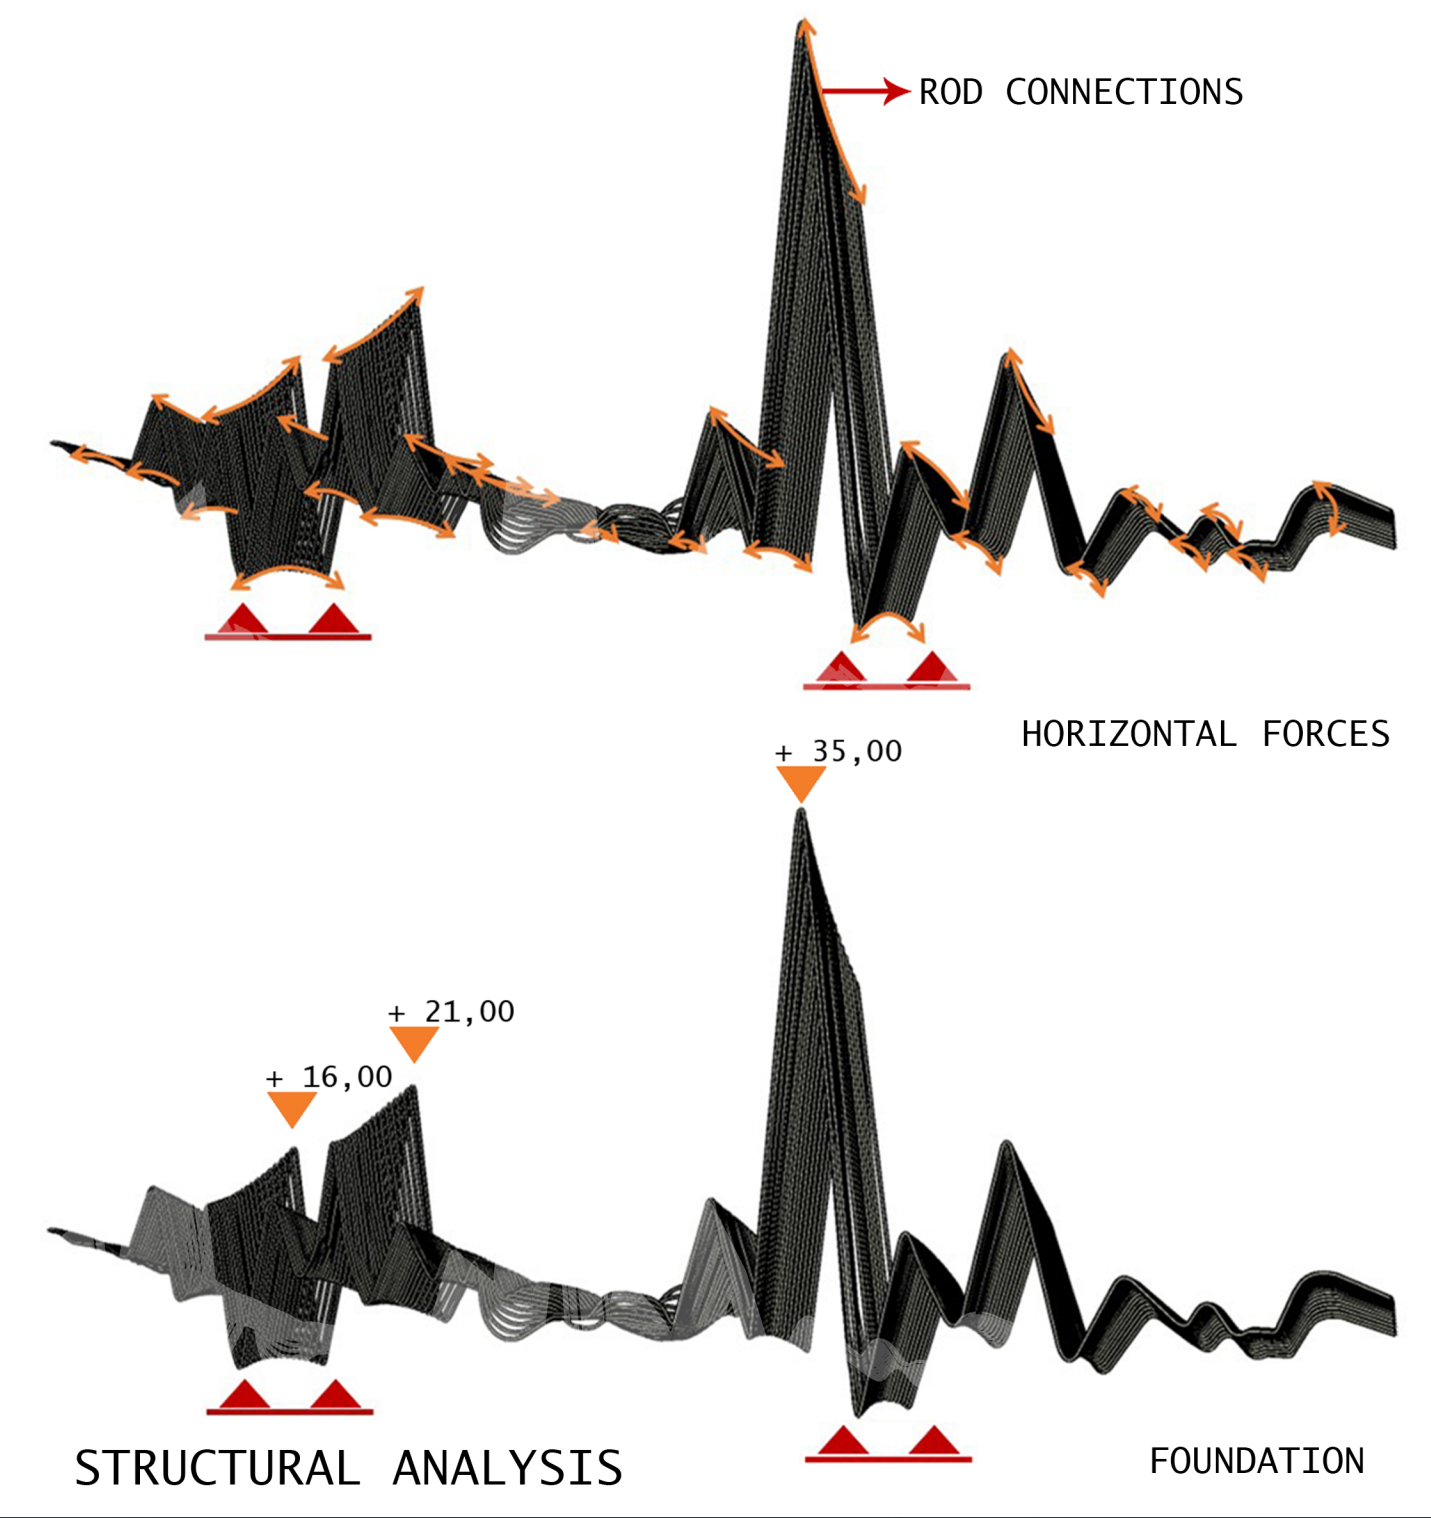 ROD CONNECTIONS
HORIZONTAL FORCES
+ 35,00
+ 21,00
+ 16,00
STRUCTURAL ANALYSIS
FOUNDATION